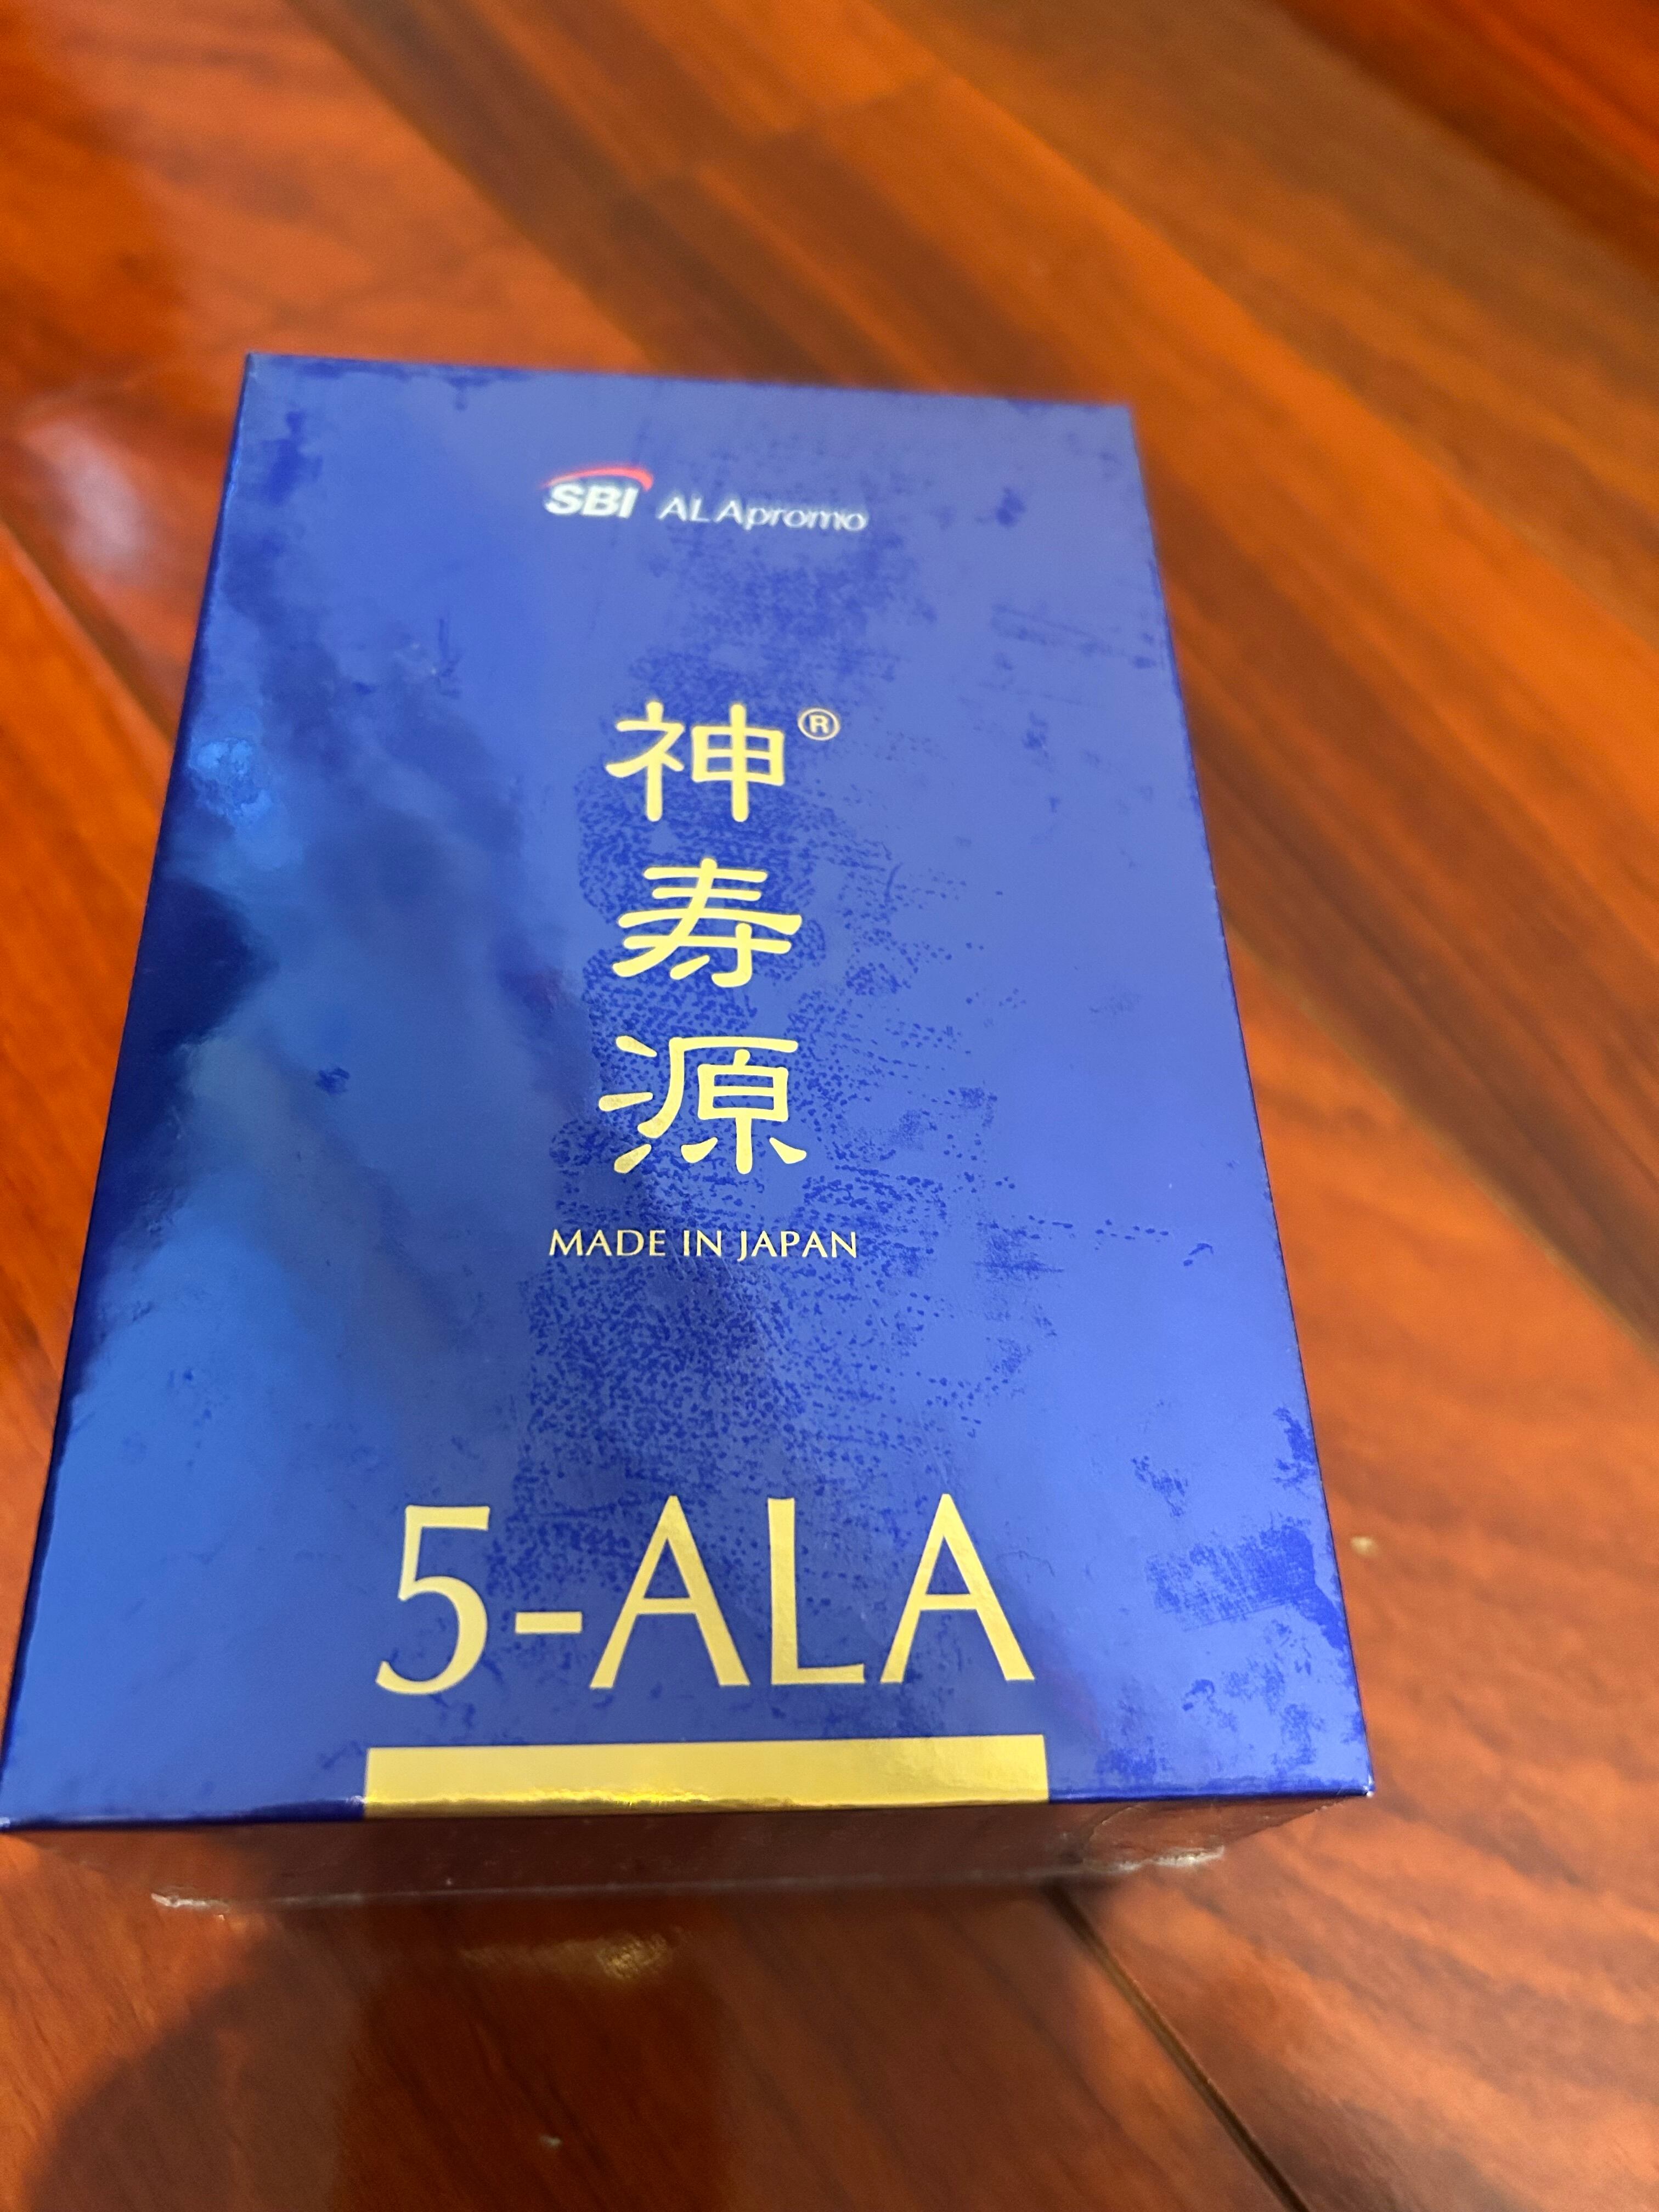 SBI ALApromo
神寿源®
MADE IN JAPAN
5-ALA